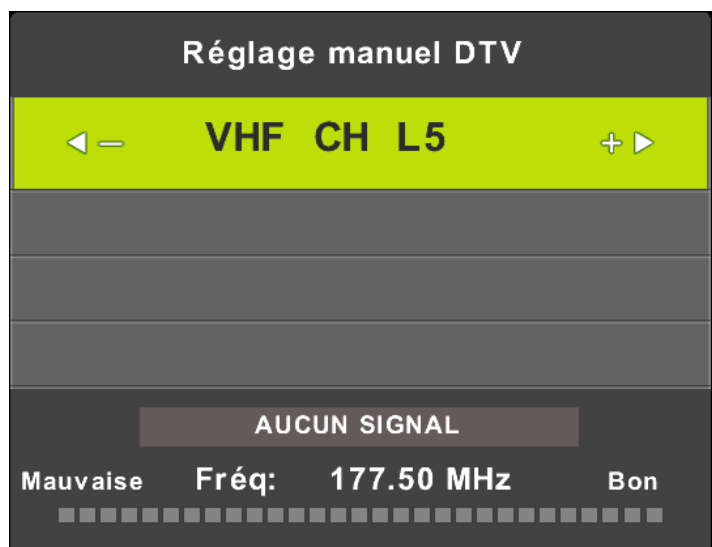 Réglage manuel DTV
− VHF CH L5 +
AUCUN SIGNAL
Mauvaise Fréq: 177.50 MHz Bon